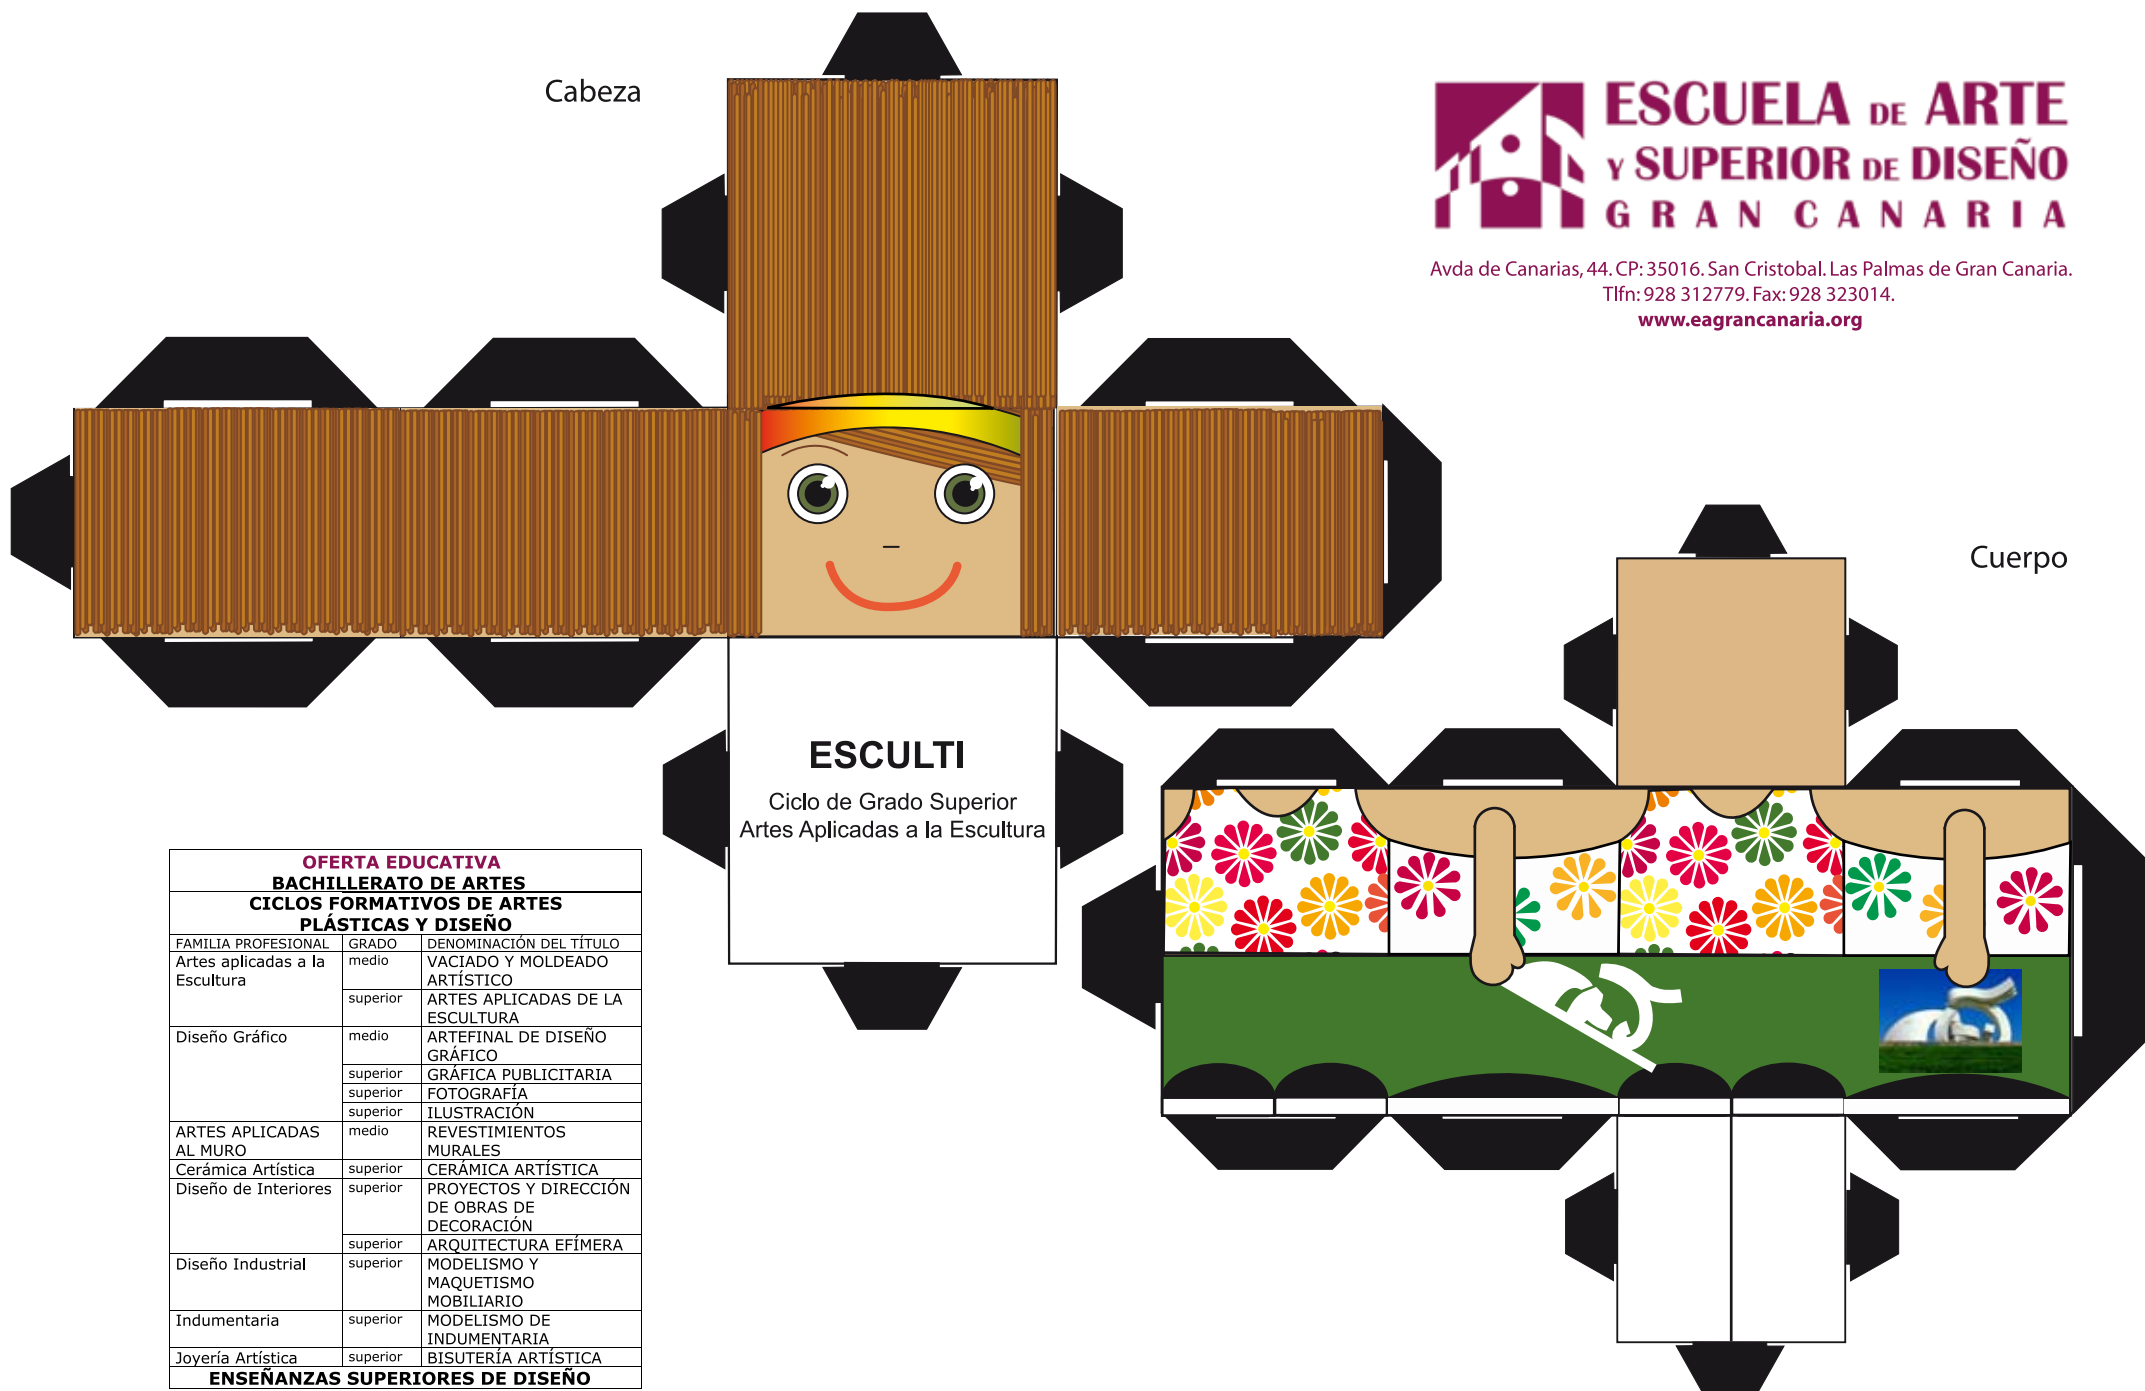 Cabeza
ESCUELA DE ARTE
Y SUPERIOR DE DISEÑO
GRAN CANARIA
Avda de Canarias, 44. CP: 35016. San Cristobal. Las Palmas de Gran Canaria.
Tlfn: 928 312779. Fax: 928 323014.
www.eagrancanaria.org
Cuerpo
ESCULTI
Ciclo de Grado Superior
Artes Aplicadas a la Escultura
OFERTA EDUCATIVA
BACHILLERATO DE ARTES
CICLOS FORMATIVOS DE ARTES
PLÁSTICAS Y DISEÑO
FAMILIA PROFESIONAL GRADO DENOMINACIÓN DEL TÍTULO
Artes aplicadas a la medio VACIADO Y MOLDEADO
Escultura ARTÍSTICO
superior ARTES APLICADAS DE LA
ESCULTURA
Diseño Gráfico medio ARTEFINAL DE DISEÑO
GRÁFICO
superior GRÁFICA PUBLICITARIA
superior FOTOGRAFÍA
superior ILUSTRACIÓN
ARTES APLICADAS medio REVESTIMIENTOS
AL MURO MURALES
Cerámica Artística superior CERÁMICA ARTÍSTICA
Diseño de Interiores superior PROYECTOS Y DIRECCIÓN
DE OBRAS DE
DECORACIÓN
superior ARQUITECTURA EFÍMERA
Diseño Industrial superior MODELISMO Y
MAQUETISMO
MOBILIARIO
Indumentaria superior MODELISMO DE
INDUMENTARIA
Joyería Artística superior BISUTERÍA ARTÍSTICA
ENSEÑANZAS SUPERIORES DE DISEÑO